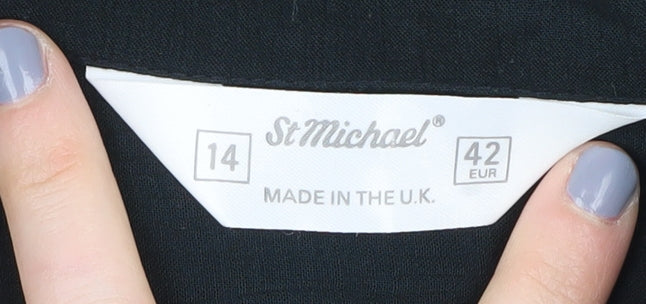 St Michael®
14
42
EUR
MADE IN THE U.K.